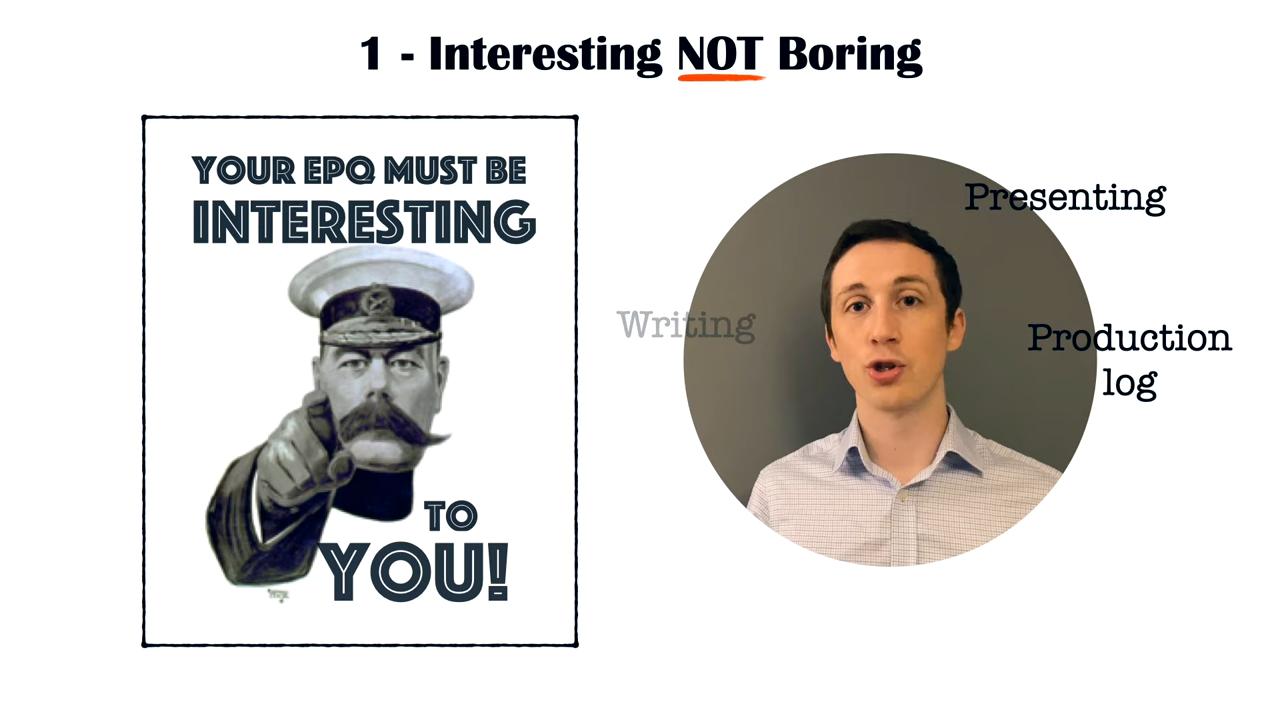 1 - Interesting NOT Boring
YOUR EPQ MUST BE
INTERESTING
TO
YOU!
Writing
Presenting
Production
log